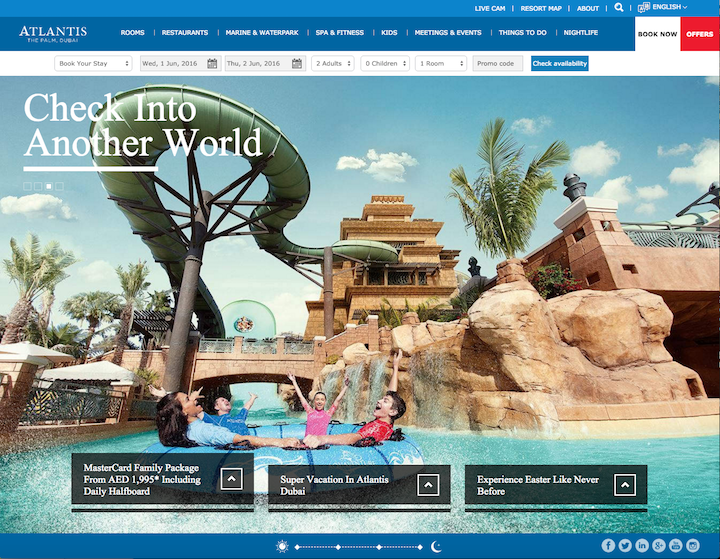 LIVE CAM | RESORT MAP | ABOUT | | ENGLISH
ATLANTIS
THE PALM, DUBAI
ROOMS | RESTAURANTS | MARINE & WATERPARK | SPA & FITNESS | KIDS | MEETINGS & EVENTS | THINGS TO DO | NIGHTLIFE
BOOK NOW
OFFERS
Book Your Stay
Wed, 1 Jun, 2016
Thu, 2 Jun, 2016
2 Adults
0 Children
1 Room
Promo code
Check availability
Check Into
Another World
MasterCard Family Package
From AED 1,995* Including
Daily Halfboard
Super Vacation In Atlantis
Dubai
Experience Easter Like Never
Before